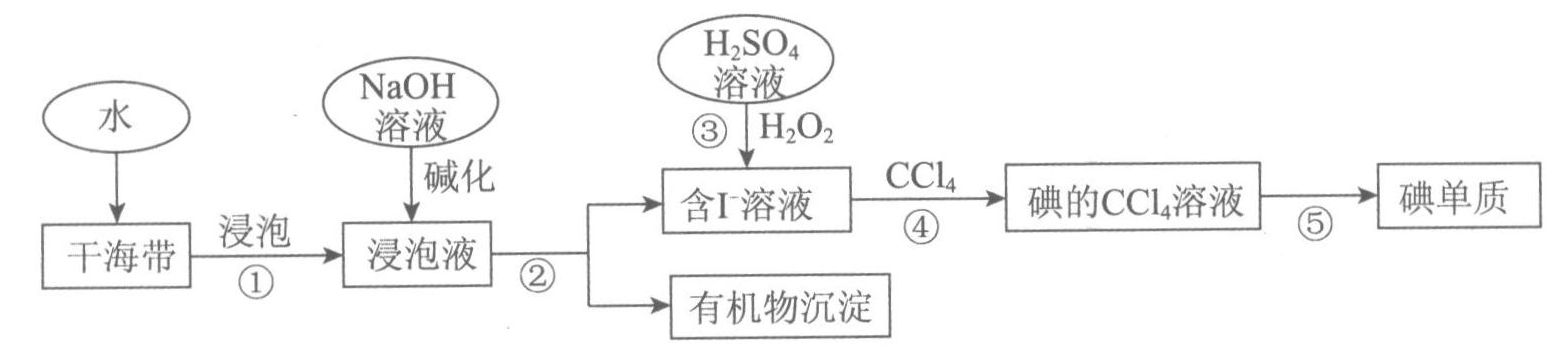 水
NaOH
溶液
碱化
H₂SO₄
溶液
③ H₂O₂
干海带
浸泡
①
浸泡液
②
含I⁻溶液
CCl₄
④
碘的CCl₄溶液
⑤
碘单质
有机物沉淀